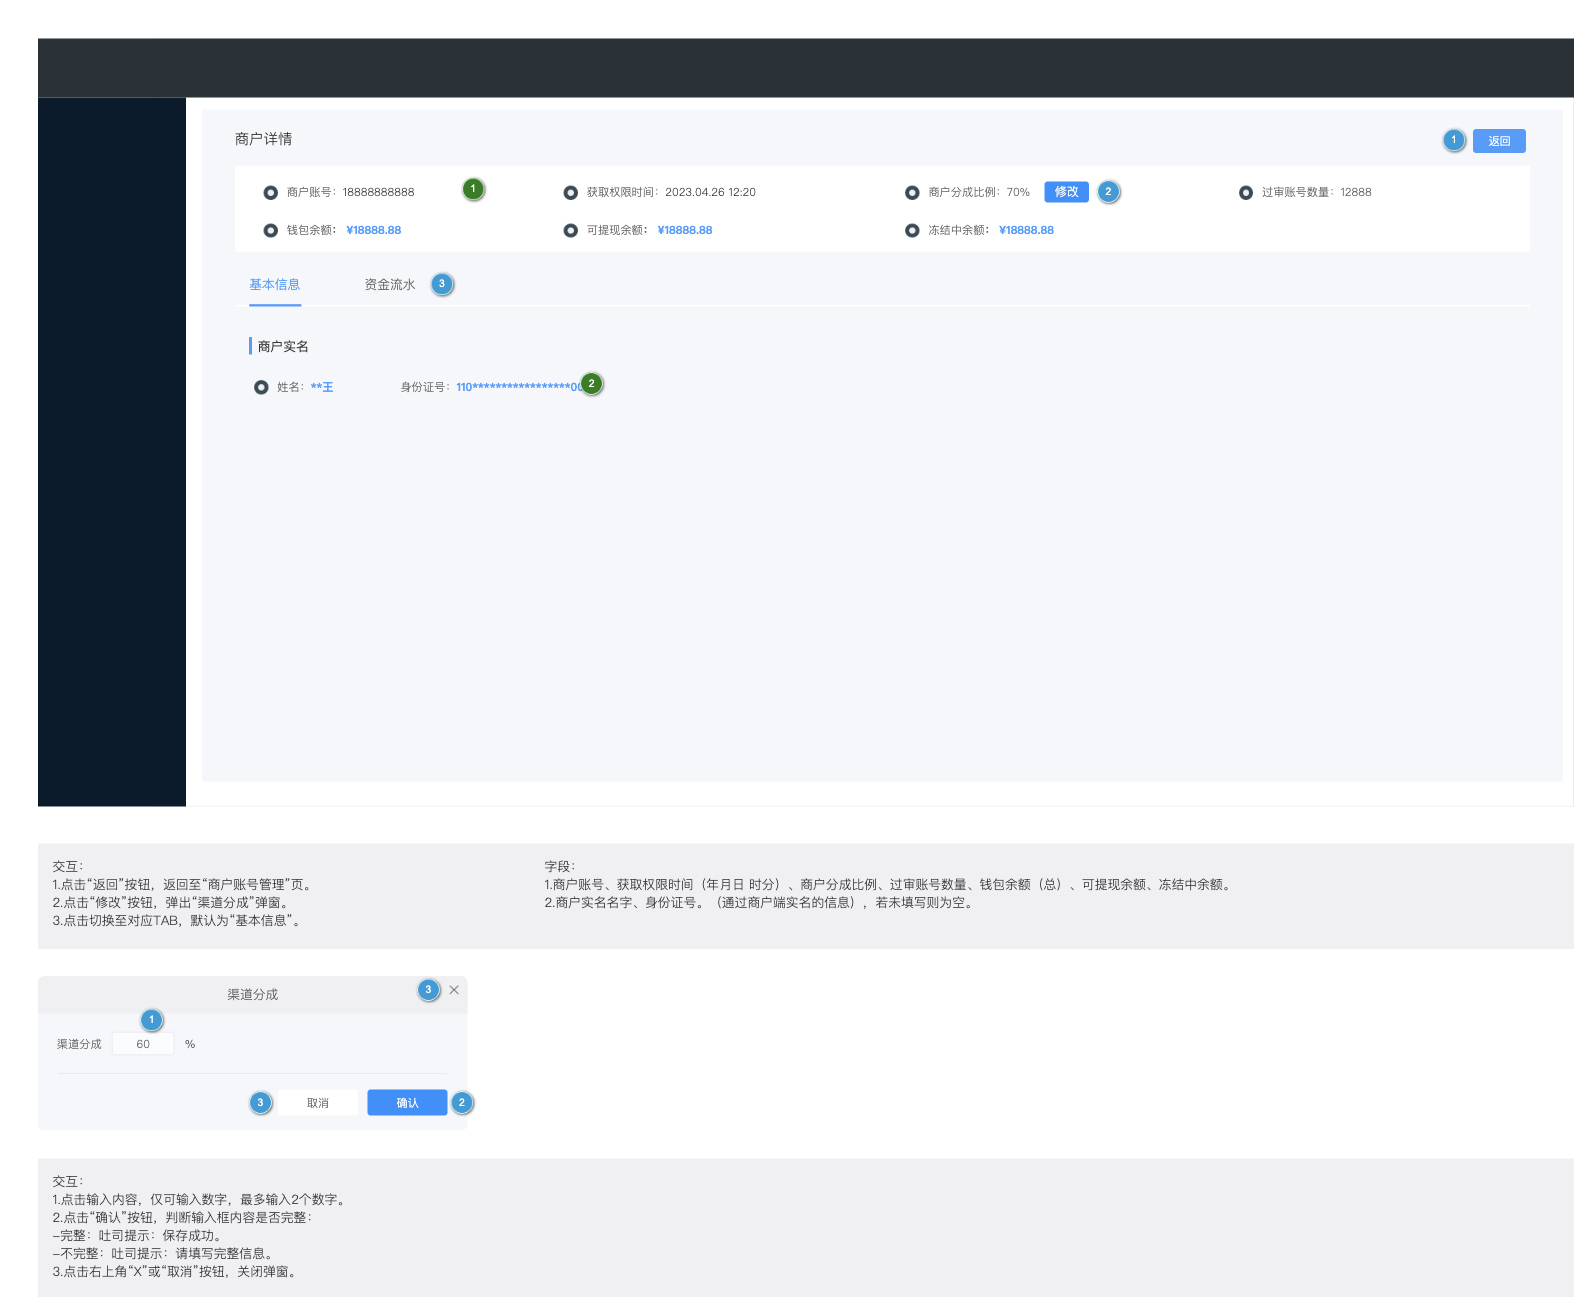 商户详情
1 返回
商户账号：18888888888 1 获取权限时间：2023.04.26 12:20 商户分成比例：70% 修改 2 过审账号数量：12888
钱包余额： ¥18888.88 可提现余额： ¥18888.88 冻结中余额： ¥18888.88
基本信息 资金流水 3
商户实名
姓名：**王 身份证号：110*****************00 2
交互：
1.点击“返回”按钮，返回至“商户账号管理”页。
2.点击“修改”按钮，弹出“渠道分成”弹窗。
3.点击切换至对应TAB，默认为“基本信息”。
字段：
1.商户账号、获取权限时间（年月日 时分）、商户分成比例、过审账号数量、钱包余额（总）、可提现余额、冻结中余额。
2.商户实名名字、身份证号。（通过商户端实名的信息），若未填写则为空。
渠道分成 3 ×
1
渠道分成 60 %
3 取消 确认 2
交互：
1.点击输入内容，仅可输入数字，最多输入2个数字。
2.点击“确认”按钮，判断输入框内容是否完整：
–完整：吐司提示：保存成功。
–不完整：吐司提示：请填写完整信息。
3.点击右上角“X”或“取消”按钮，关闭弹窗。